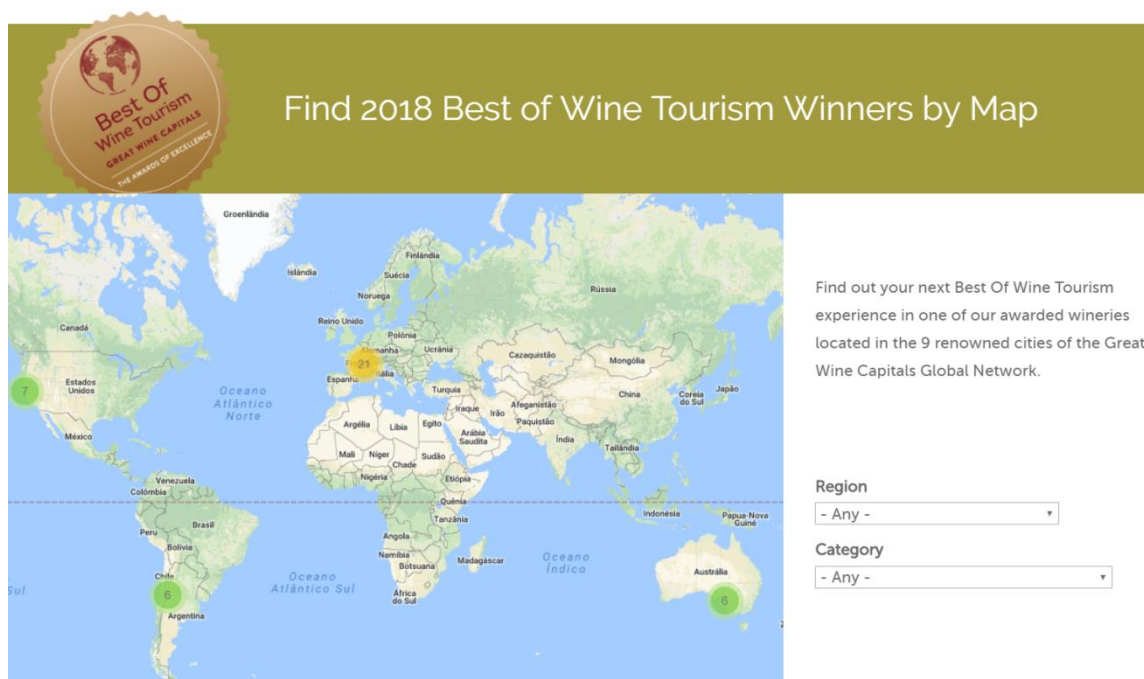 Best Of
Wine Tourism
GREAT WINE CAPITALS
THE AWARDS OF EXCELLENCE
Find 2018 Best of Wine Tourism Winners by Map
Groenlândia
Islândia
Finlândia
Suécia
Noruega
Rússia
Reino Unido
Polónia
Canadá
Ucrânia
Cazaquistão
Mongólia
21
Itália
Espanha
Estados
Unidos
7
Oceano
Atlântico
Norte
Turquia
China
Coreia
do Sul
Japão
Iraque
Irão
Afeganistão
Paquistão
Argélia
Líbia
Egito
Arábia
Saudita
México
Índia
Tailândia
Mali
Níger
Chade
Sudão
Nigéria
Etiópia
Venezuela
Colômbia
Quénia
Indonésia
Papua-Nova
Guiné
Tanzânia
Brasil
Peru
Angola
Bolívia
Namíbia
Botsuana
Madagáscar
Oceano
Índico
Austrália
Chile
Oceano
Atlântico Sul
Sul
6
África
do Sul
6
Argentina
Find out your next Best Of Wine Tourism
experience in one of our awarded wineries
located in the 9 renowned cities of the Great
Wine Capitals Global Network.
Region
- Any -
Category
- Any -